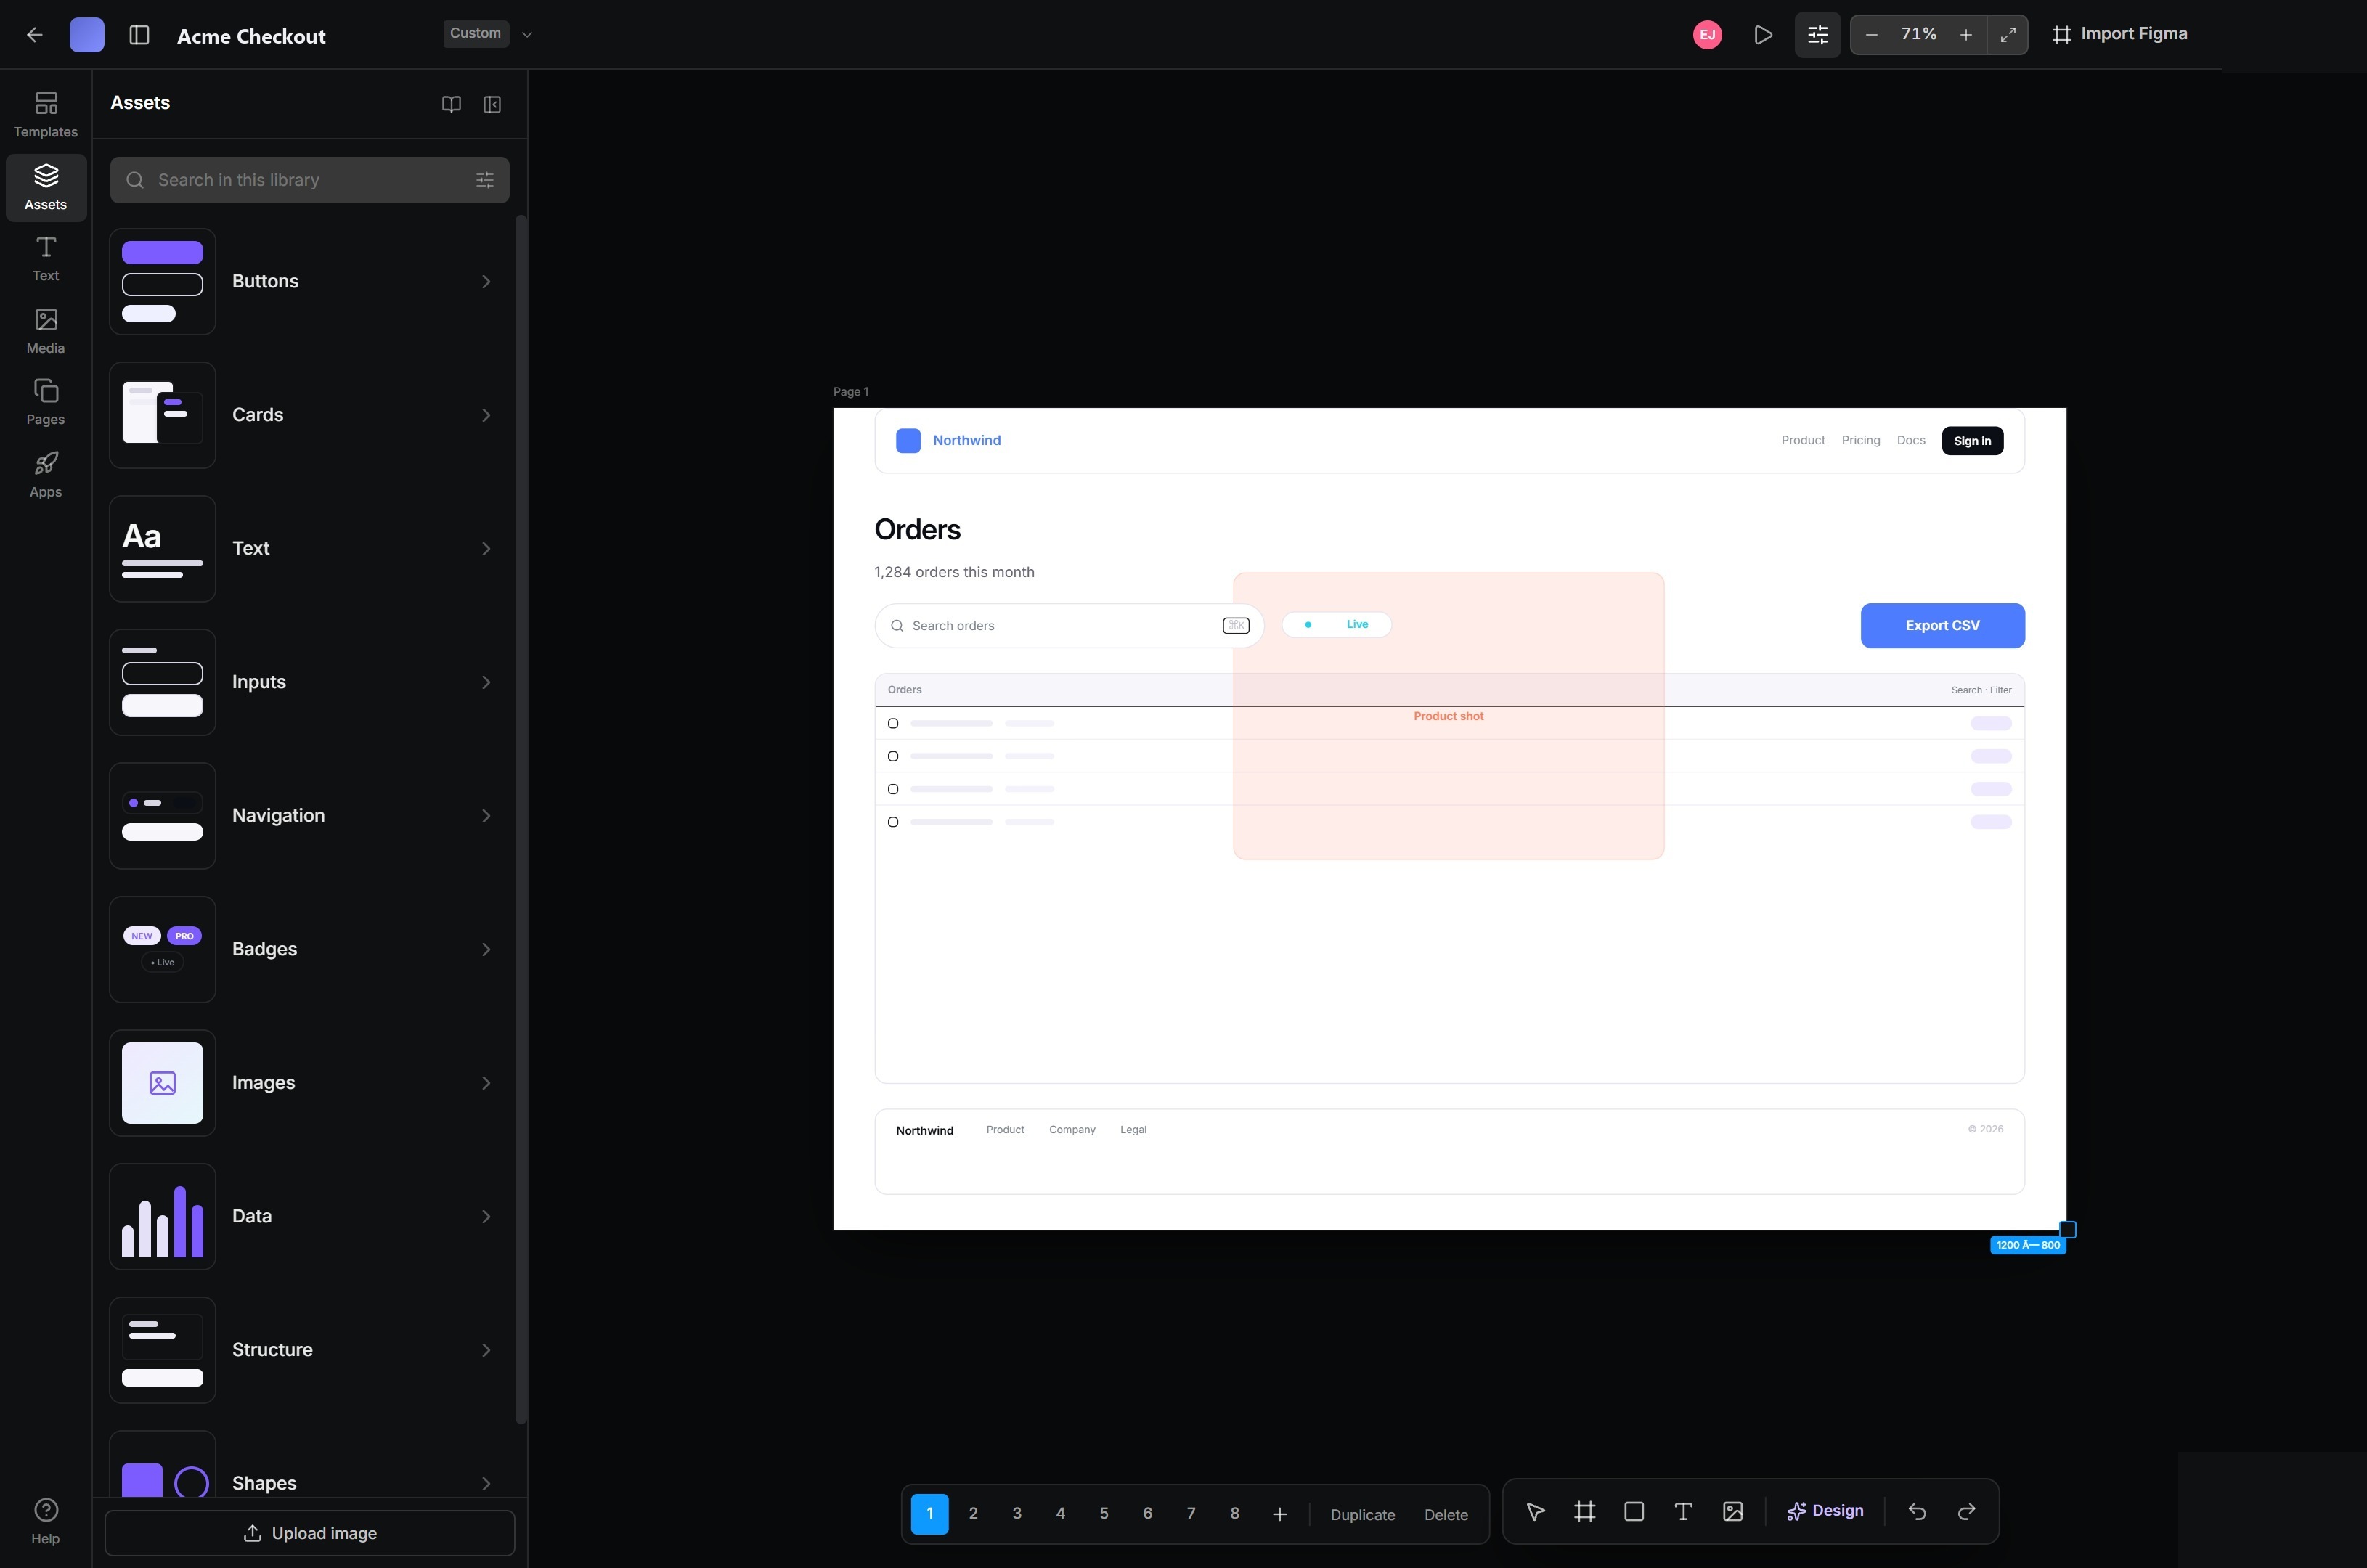 Acme Checkout
Custom
EJ
71%
Import Figma
Templates
Assets
Text
Media
Pages
Apps
Help
Assets
Search in this library
Buttons
Cards
Aa
Text
Inputs
Navigation
NEW
PRO
• Live
Badges
Images
Data
Structure
Shapes
Upload image
Page 1
Northwind
Product
Pricing
Docs
Sign in
Orders
1,284 orders this month
Search orders
⌘K
Live
Export CSV
Orders
Search · Filter
Product shot
Northwind
Product
Company
Legal
© 2026
1200 Ã— 800
1 2 3 4 5 6 7 8 +
Duplicate
Delete
Design